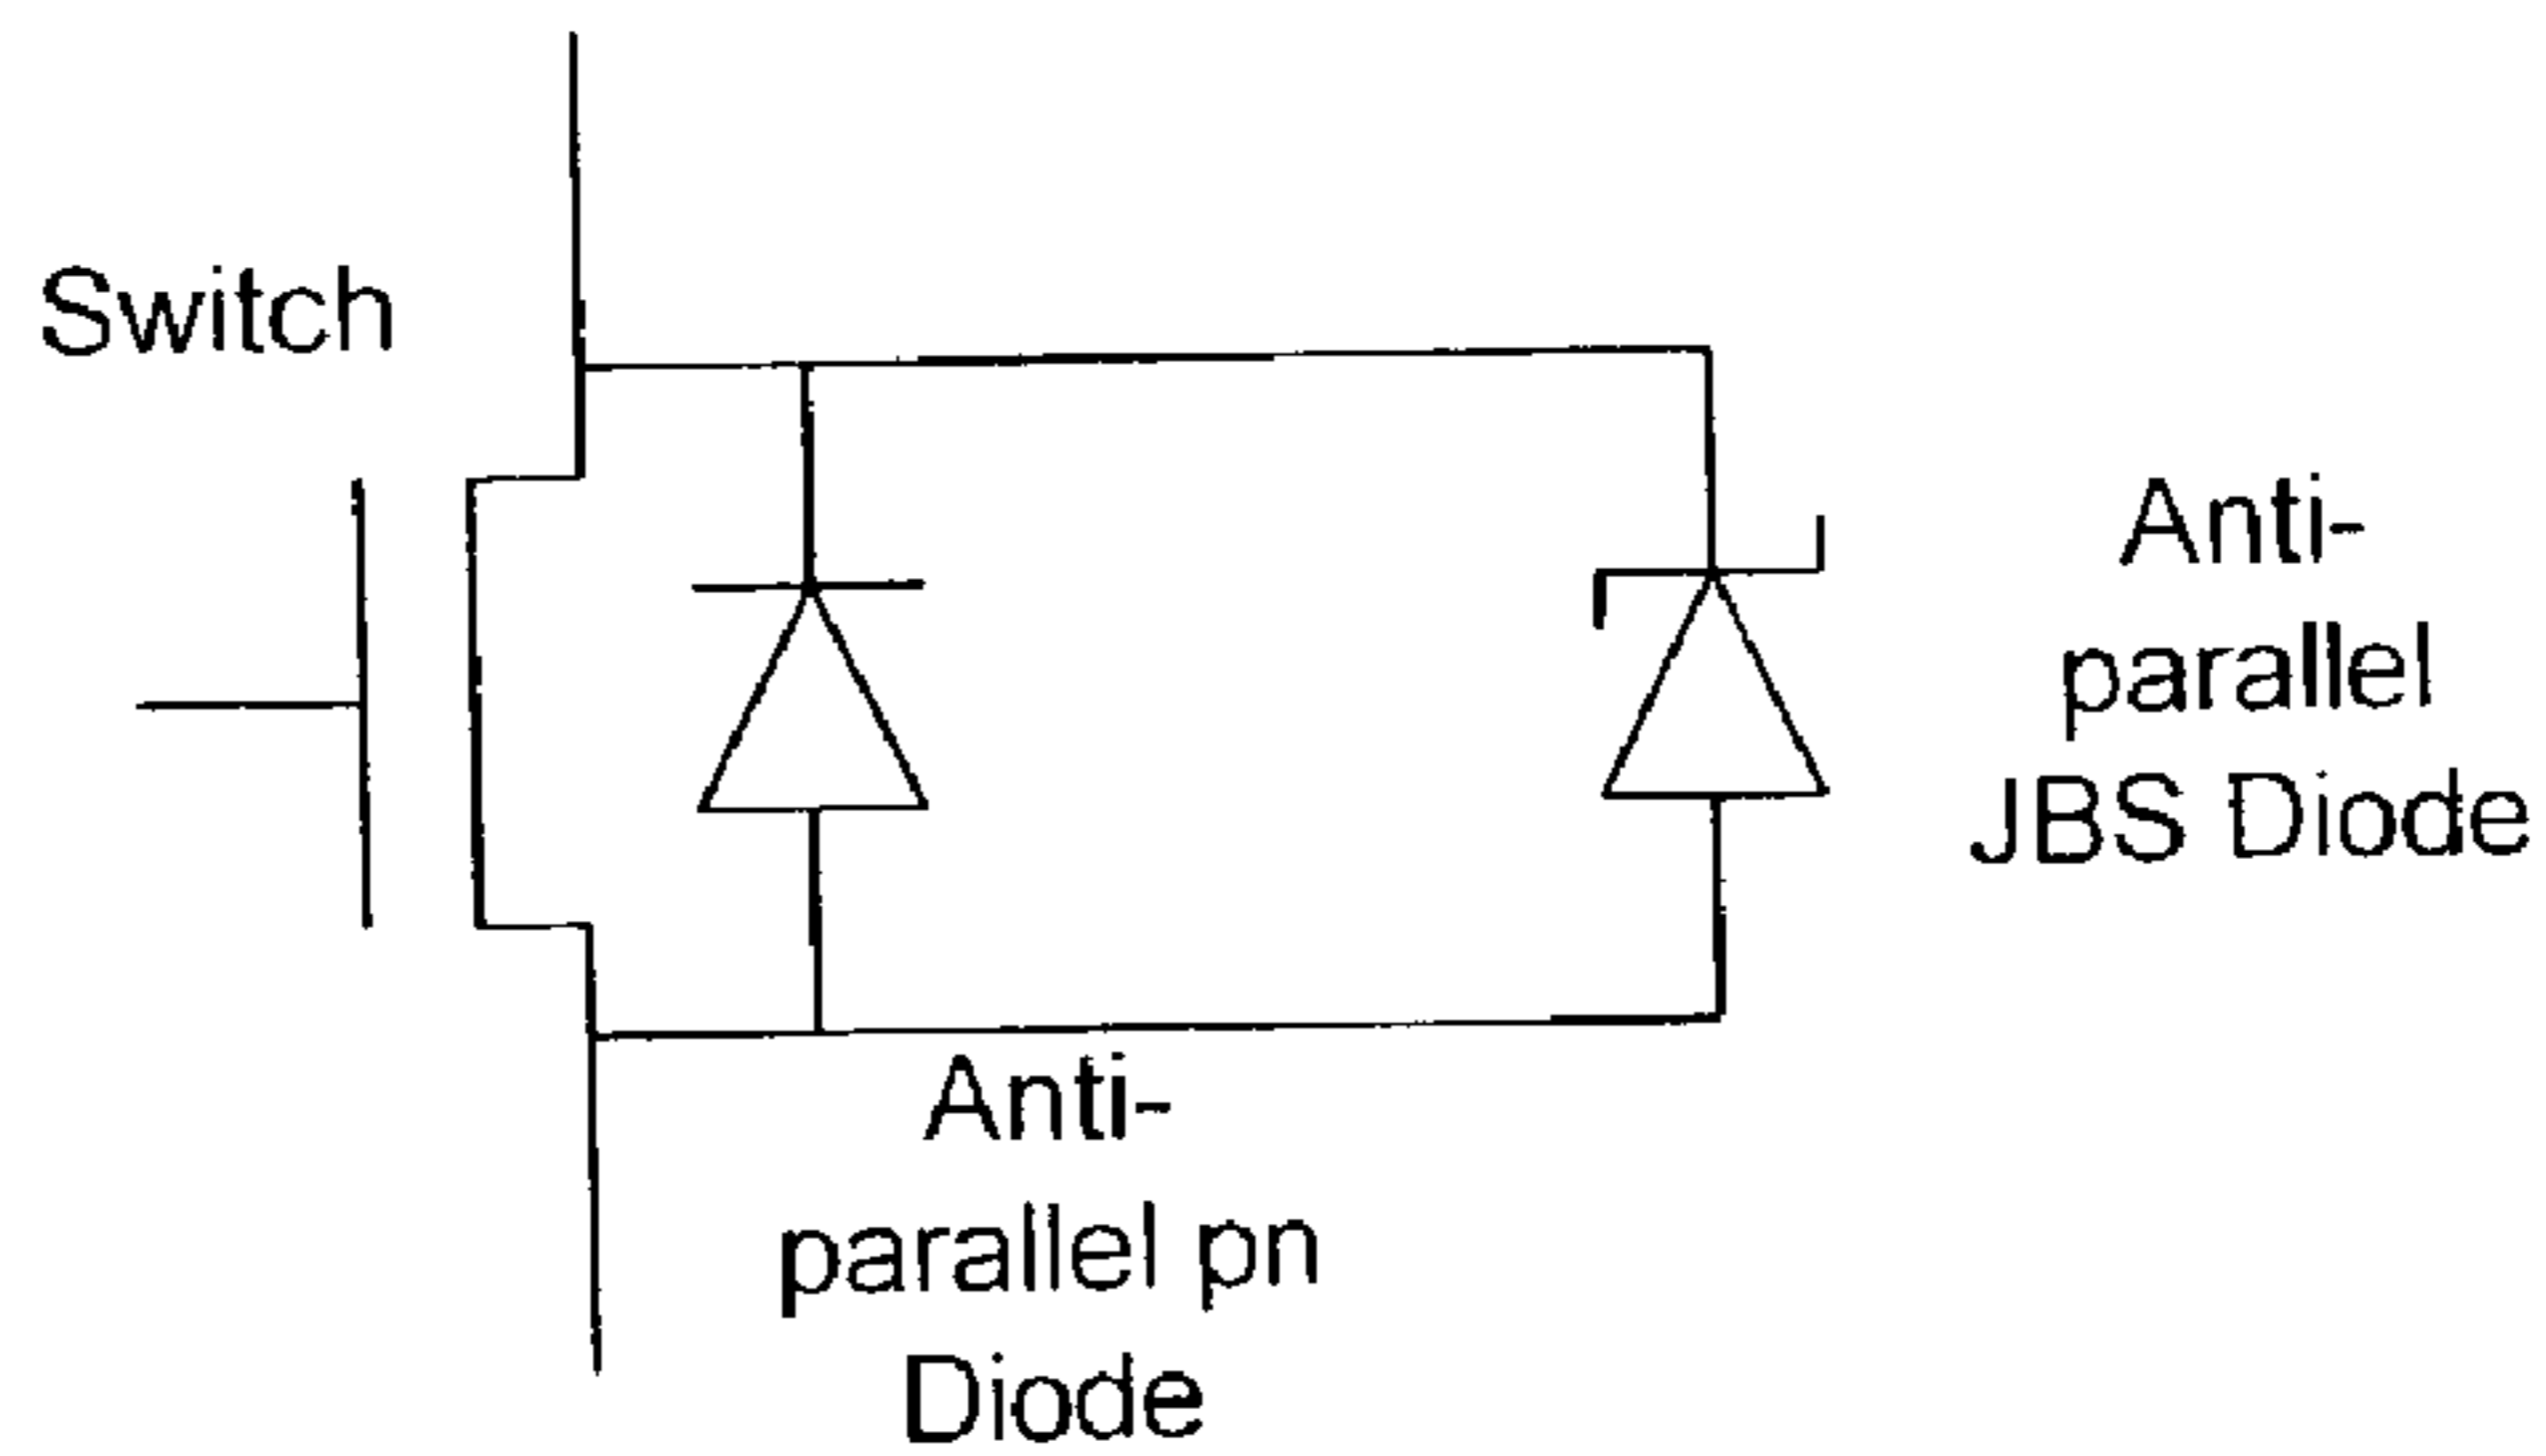 Switch
Anti-
parallel
JBS Diode
Anti-
parallel pn
Diode